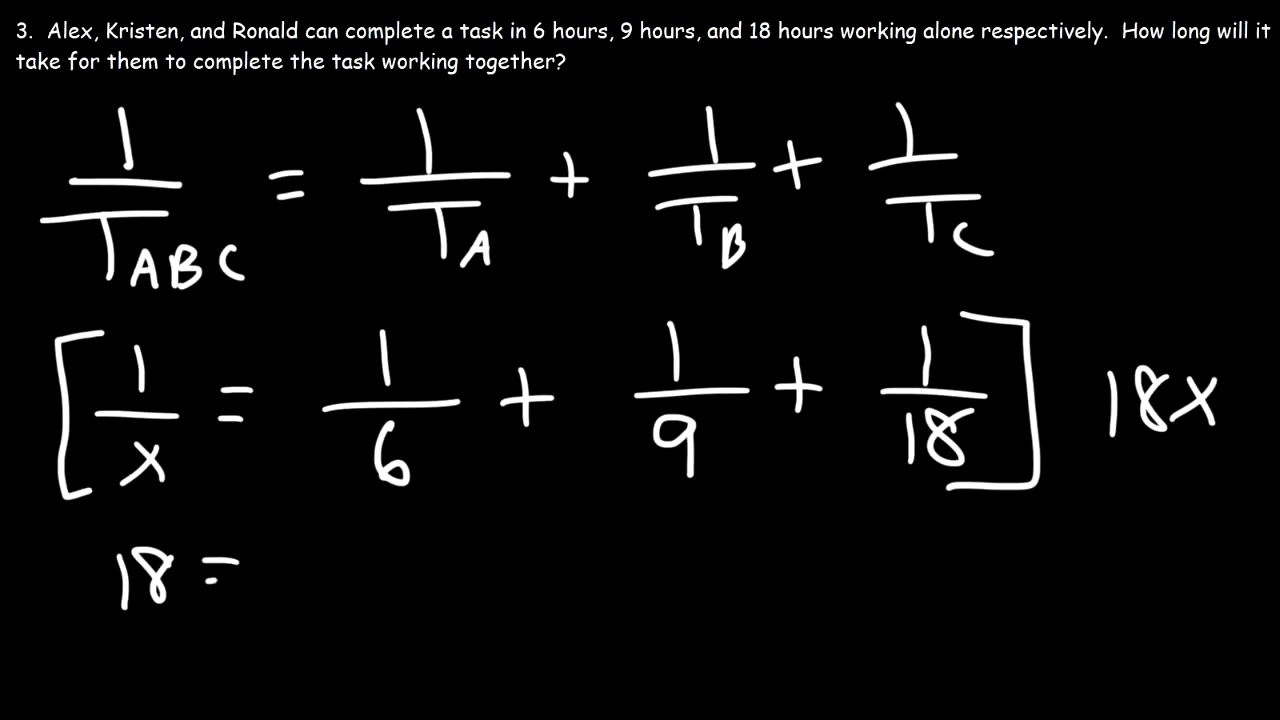 3. Alex, Kristen, and Ronald can complete a task in 6 hours, 9 hours, and 18 hours working alone respectively. How long will it
take for them to complete the task working together?
1/T_ABC = 1/T_A + 1/T_B + 1/T_C
[1/x = 1/6 + 1/9 + 1/18] 18x
18 =